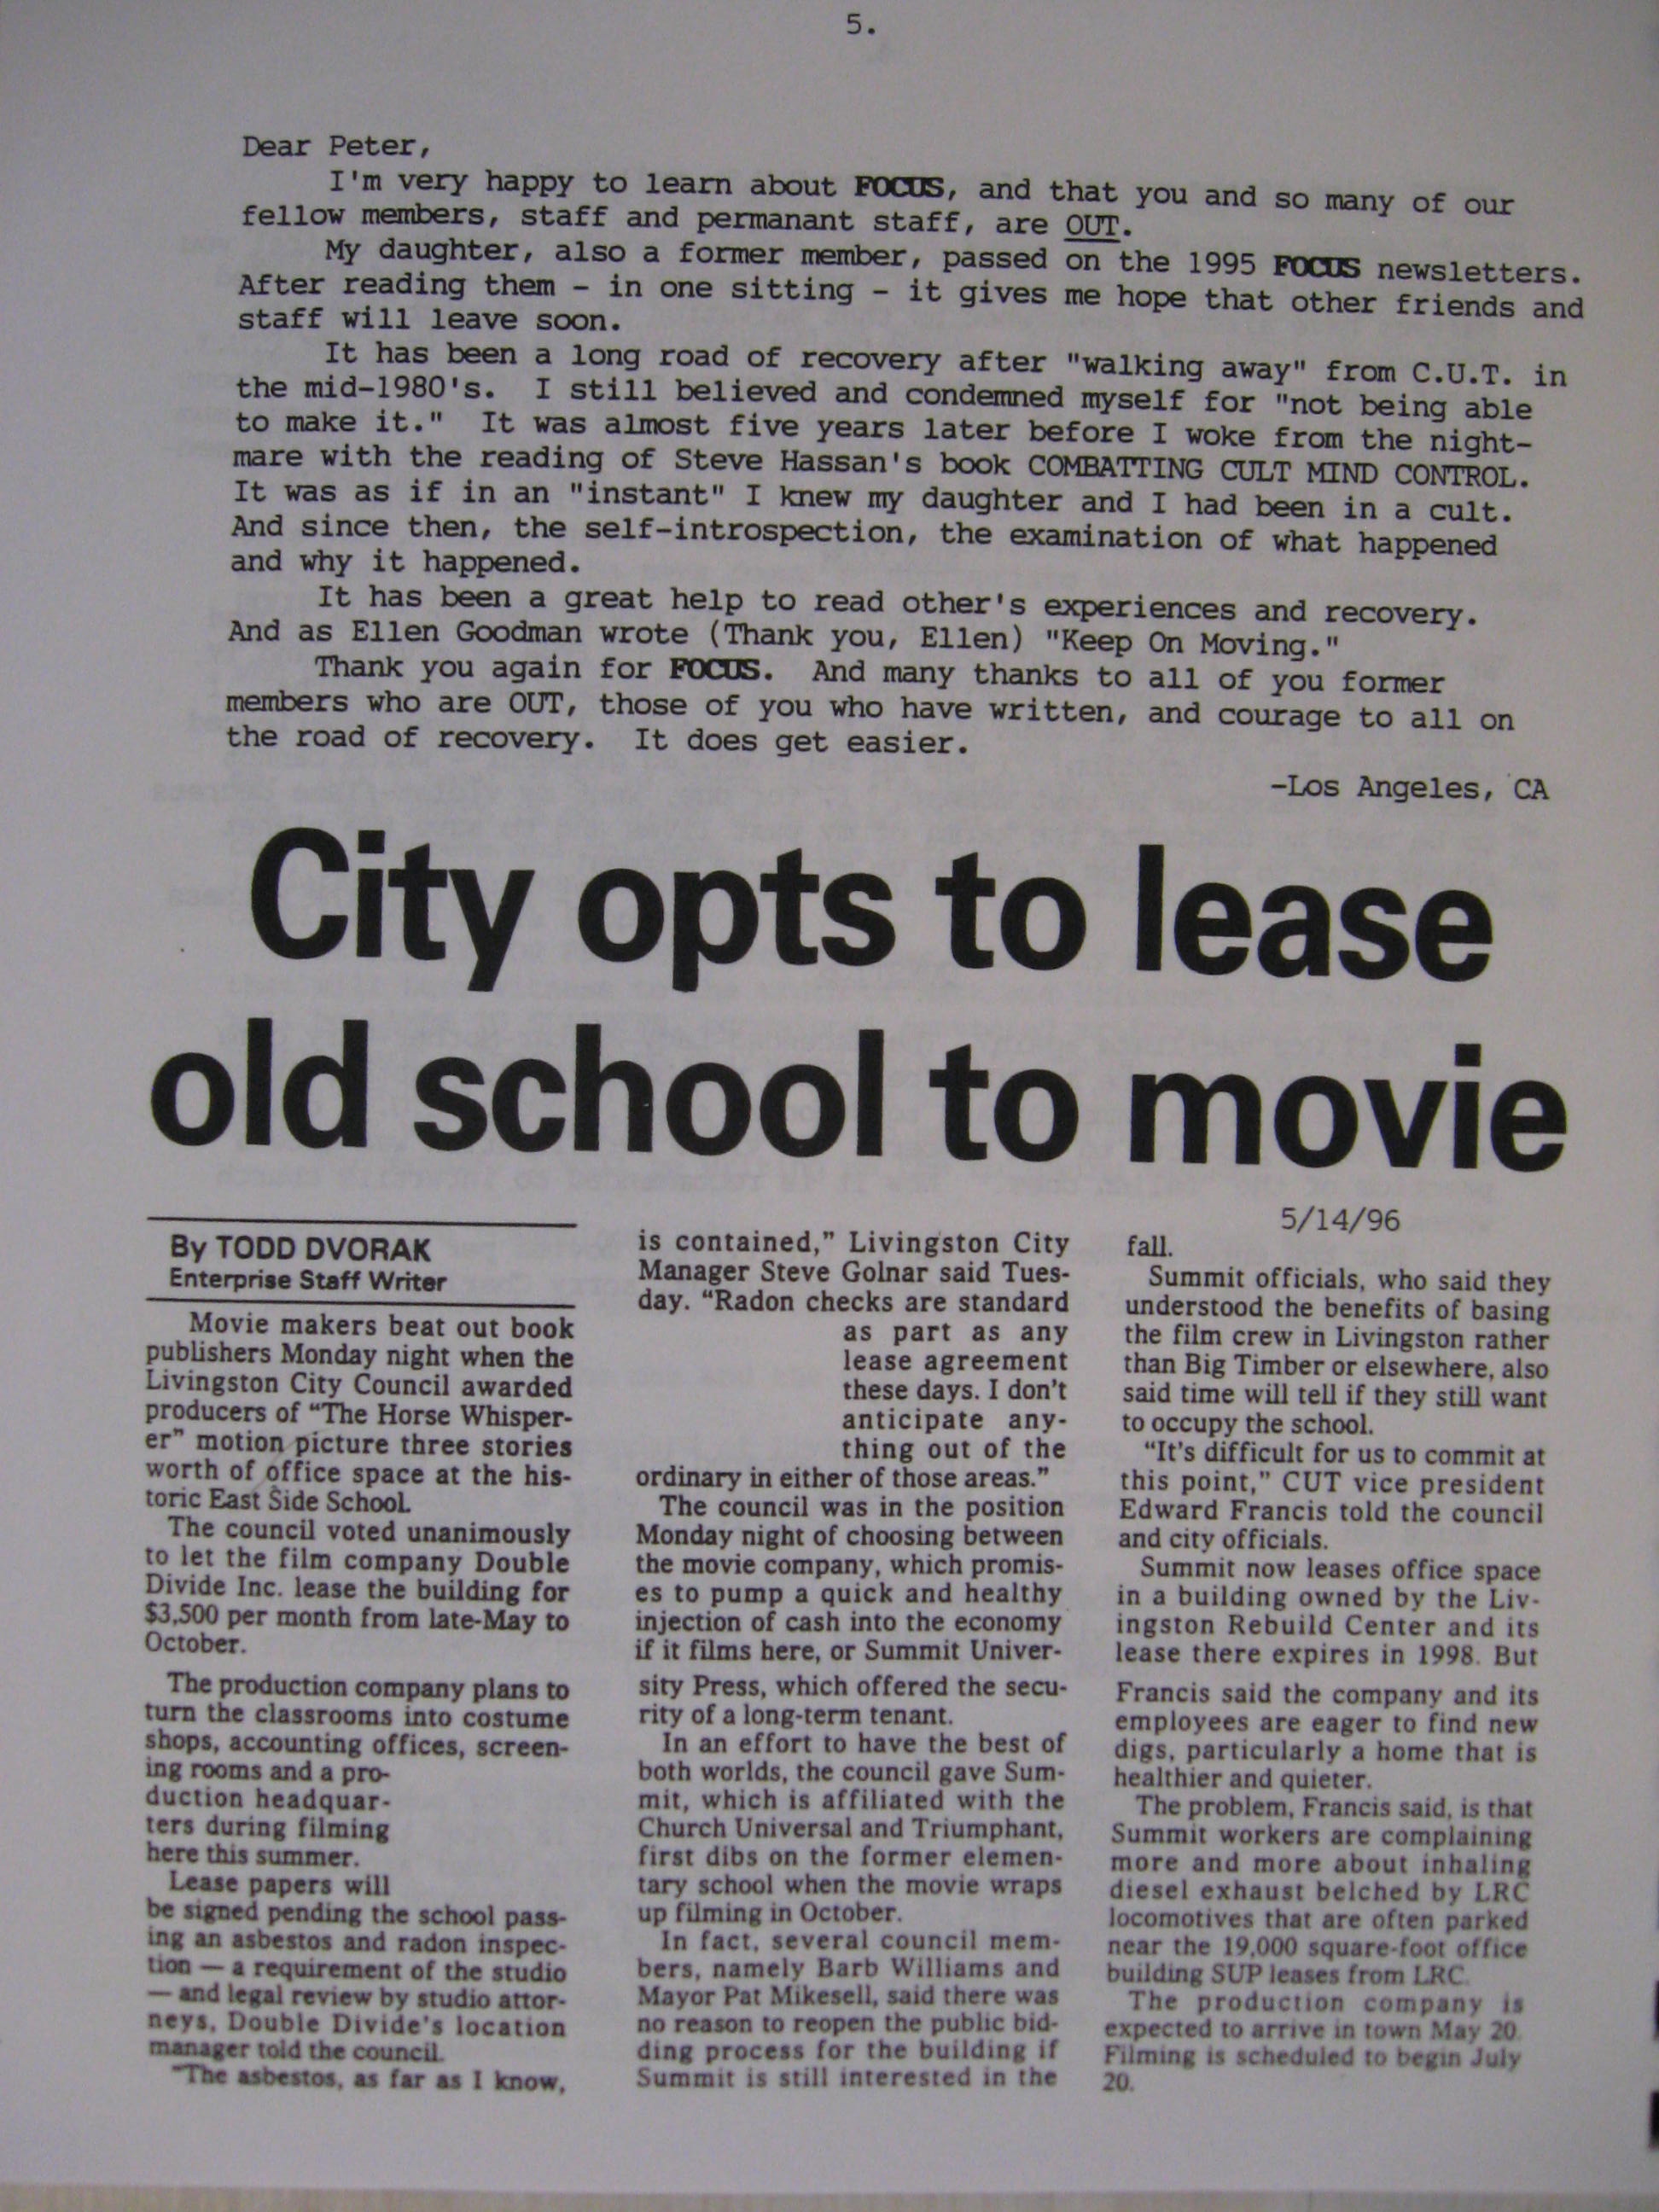 5.
Dear Peter,
I'm very happy to learn about FOCUS, and that you and so many of our
fellow members, staff and permanant staff, are OUT.
My daughter, also a former member, passed on the 1995 FOCUS newsletters.
After reading them - in one sitting - it gives me hope that other friends and
staff will leave soon.
It has been a long road of recovery after "walking away" from C.U.T. in
the mid-1980's. I still believed and condemned myself for "not being able
to make it." It was almost five years later before I woke from the night-
mare with the reading of Steve Hassan's book COMBATTING CULT MIND CONTROL.
It was as if in an "instant" I knew my daughter and I had been in a cult.
And since then, the self-introspection, the examination of what happened
and why it happened.
It has been a great help to read other's experiences and recovery.
And as Ellen Goodman wrote (Thank you, Ellen) "Keep On Moving."
Thank you again for FOCUS. And many thanks to all of you former
members who are OUT, those of you who have written, and courage to all on
the road of recovery. It does get easier.
-Los Angeles, CA
City opts to lease
old school to movie
5/14/96
By TODD DVORAK
Enterprise Staff Writer
Movie makers beat out book
publishers Monday night when the
Livingston City Council awarded
producers of “The Horse Whisper-
er” motion picture three stories
worth of office space at the his-
toric East Side School.
The council voted unanimously
to let the film company Double
Divide Inc. lease the building for
$3,500 per month from late-May to
October.
The production company plans to
turn the classrooms into costume
shops, accounting offices, screen-
ing rooms and a pro-
duction headquar-
ters during filming
here this summer.
Lease papers will
be signed pending the school pass-
ing an asbestos and radon inspec-
tion — a requirement of the studio
— and legal review by studio attor-
neys, Double Divide's location
manager told the council.
“The asbestos, as far as I know,
is contained,” Livingston City
Manager Steve Golnar said Tues-
day. “Radon checks are standard
as part as any
lease agreement
these days. I don't
anticipate any-
thing out of the
ordinary in either of those areas.”
The council was in the position
Monday night of choosing between
the movie company, which promis-
es to pump a quick and healthy
injection of cash into the economy
if it films here, or Summit Univer-
sity Press, which offered the secu-
rity of a long-term tenant.
In an effort to have the best of
both worlds, the council gave Sum-
mit, which is affiliated with the
Church Universal and Triumphant,
first dibs on the former elemen-
tary school when the movie wraps
up filming in October.
In fact, several council mem-
bers, namely Barb Williams and
Mayor Pat Mikesell, said there was
no reason to reopen the public bid-
ding process for the building if
Summit is still interested in the
fall.
Summit officials, who said they
understood the benefits of basing
the film crew in Livingston rather
than Big Timber or elsewhere, also
said time will tell if they still want
to occupy the school.
“It's difficult for us to commit at
this point,” CUT vice president
Edward Francis told the council
and city officials.
Summit now leases office space
in a building owned by the Liv-
ingston Rebuild Center and its
lease there expires in 1998. But
Francis said the company and its
employees are eager to find new
digs, particularly a home that is
healthier and quieter.
The problem, Francis said, is that
Summit workers are complaining
more and more about inhaling
diesel exhaust belched by LRC
locomotives that are often parked
near the 19,000 square-foot office
building SUP leases from LRC.
The production company is
expected to arrive in town May 20.
Filming is scheduled to begin July
20.